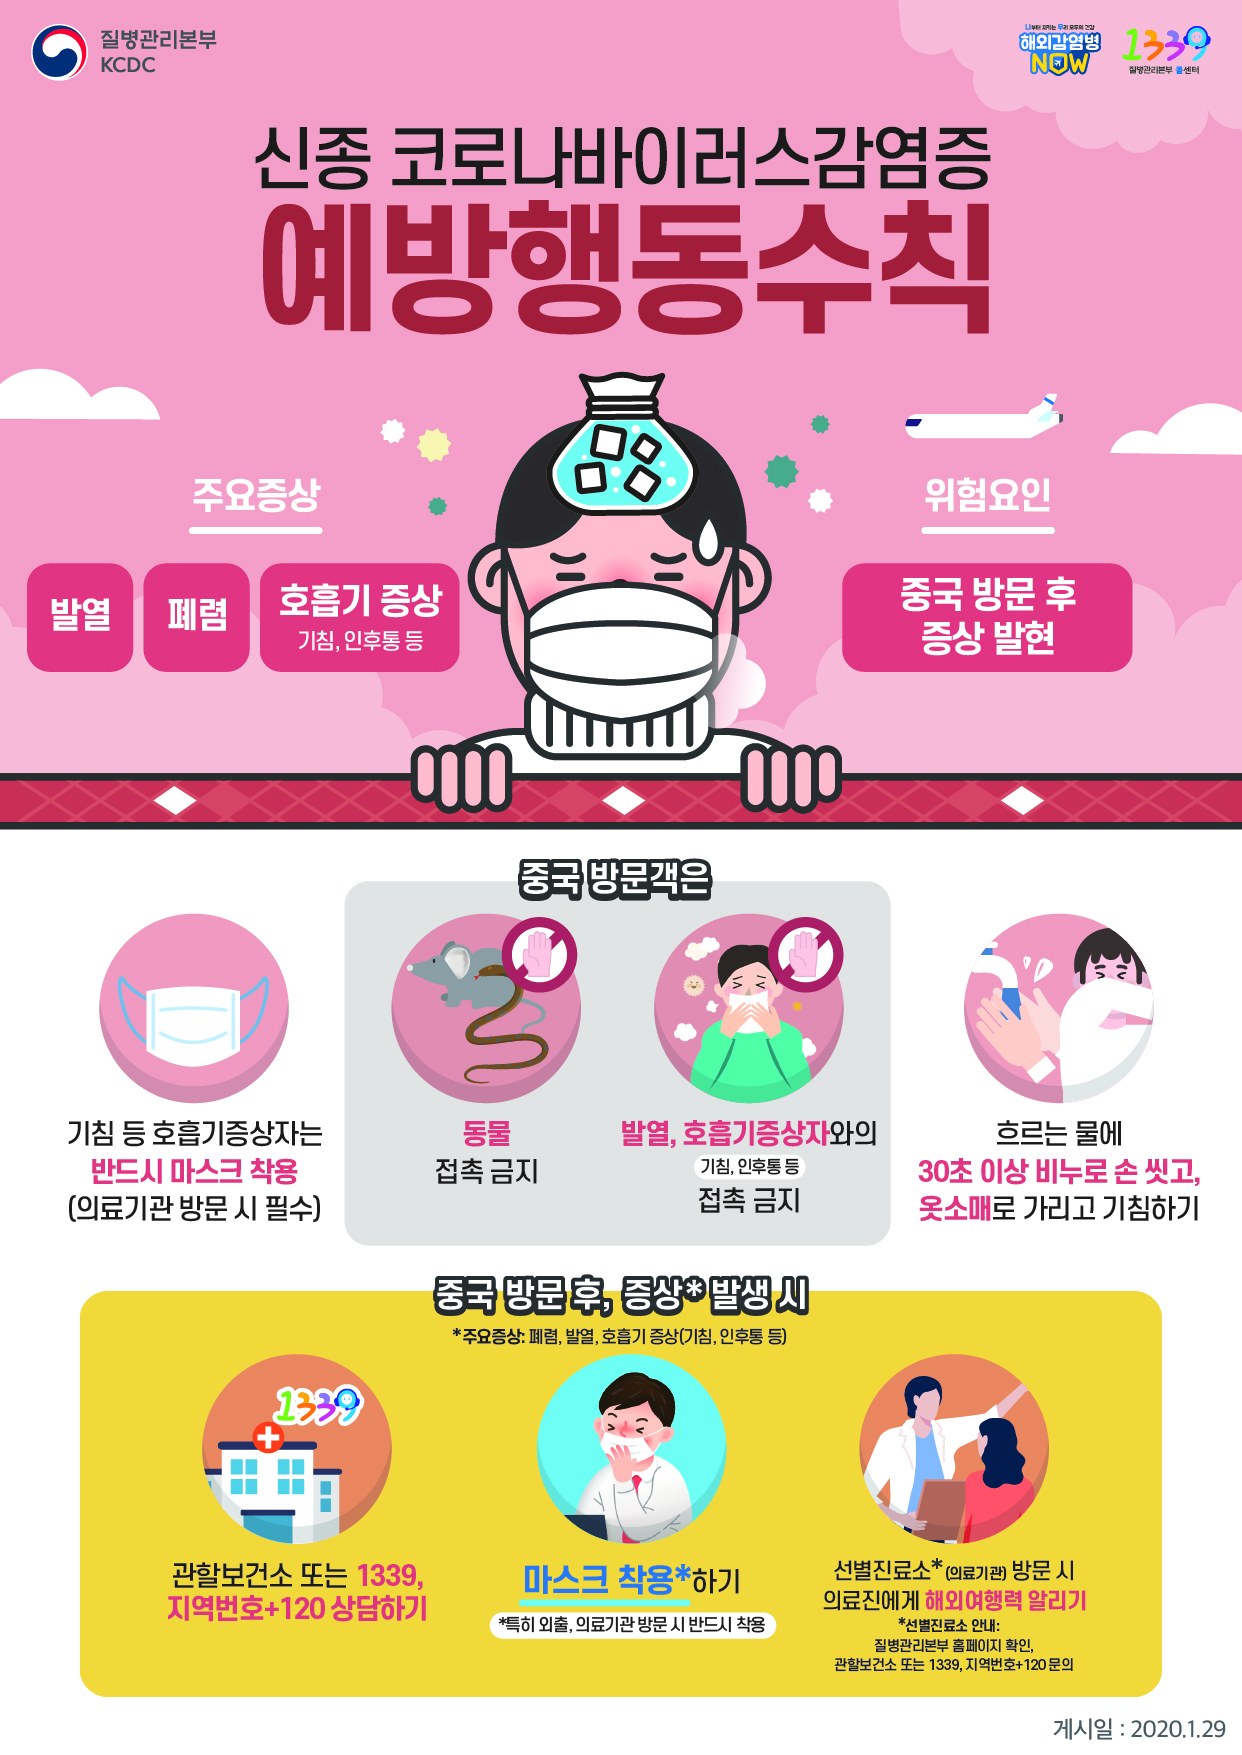 질병관리본부
KCDC
나부터 지키는 우리 모두의 건강
해외감염병
NOW
1339
질병관리본부 콜센터
신종 코로나바이러스감염증
예방행동수칙
주요증상
발열
폐렴
호흡기 증상
기침, 인후통 등
위험요인
중국 방문 후
증상 발현
중국 방문객은
기침 등 호흡기증상자는
반드시 마스크 착용
(의료기관 방문 시 필수)
동물
접촉 금지
발열, 호흡기증상자와의
기침, 인후통 등
접촉 금지
흐르는 물에
30초 이상 비누로 손 씻고,
옷소매로 가리고 기침하기
중국 방문 후, 증상* 발생 시
*주요증상: 폐렴, 발열, 호흡기 증상(기침, 인후통 등)
1339
관할보건소 또는 1339,
지역번호+120 상담하기
마스크 착용*하기
*특히 외출, 의료기관 방문 시 반드시 착용
선별진료소*(의료기관) 방문 시
의료진에게 해외여행력 알리기
*선별진료소 안내:
질병관리본부 홈페이지 확인,
관할보건소 또는 1339, 지역번호+120 문의
게시일 : 2020.1.29